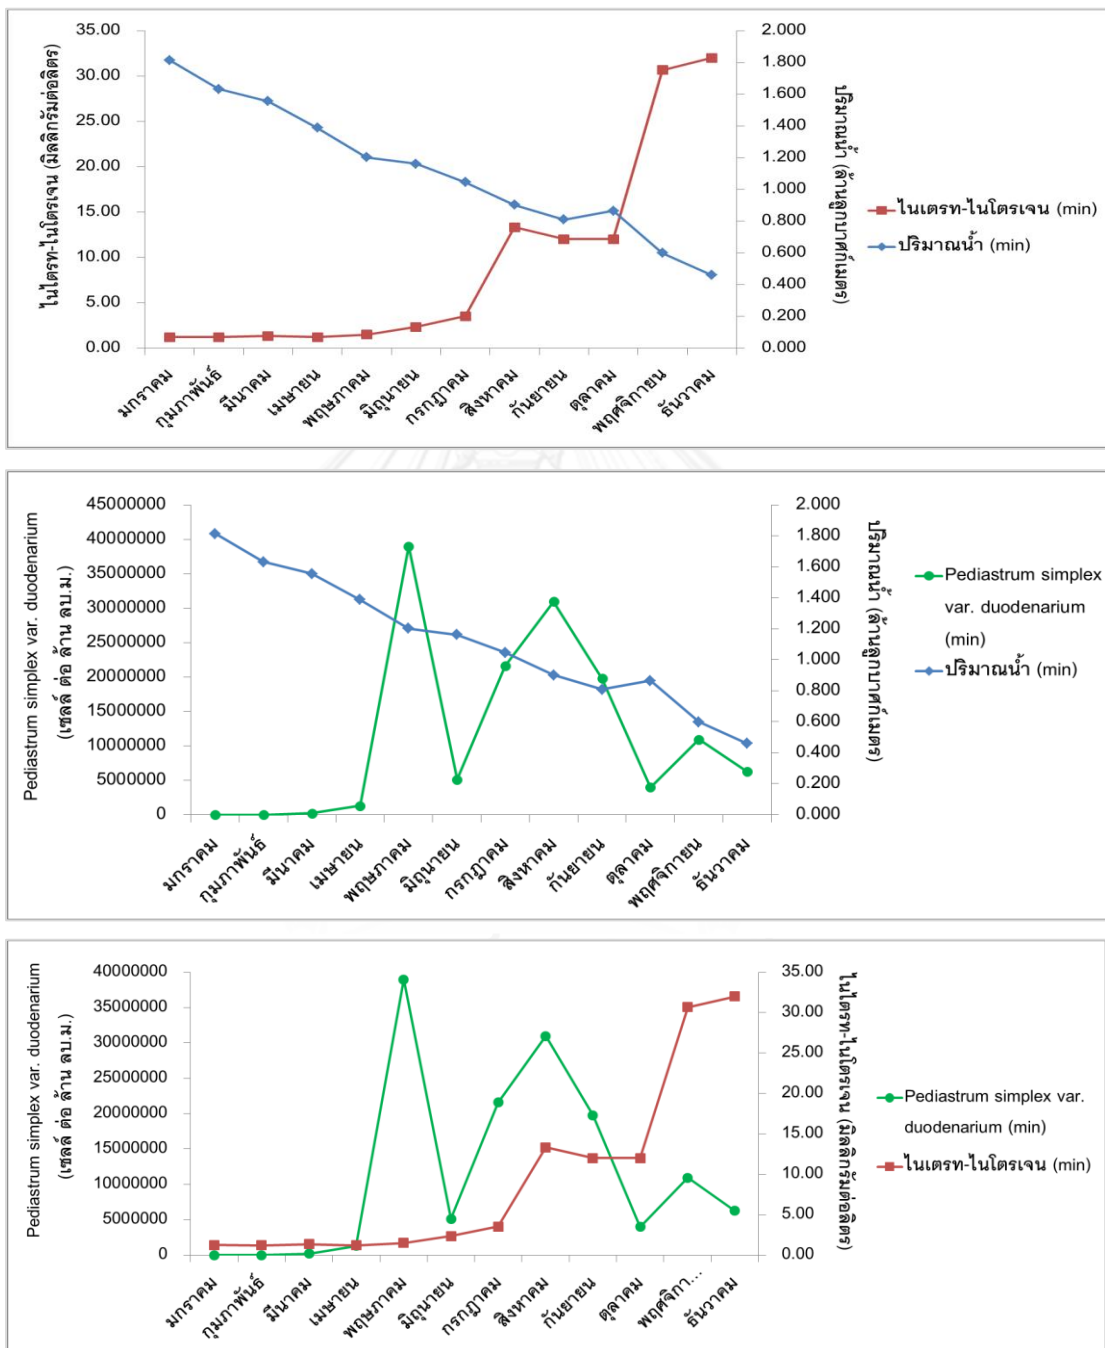 ไนโตรท-ไนโตรเจน (มิลลิกรัมต่อลิตร)
35.00
30.00
25.00
20.00
15.00
10.00
5.00
0.00
2.000
1.800
1.600
1.400
1.200
1.000
0.800
0.600
0.400
0.200
0.000
ปริมาณน้ำ (ล้านลูกบาศก์เมตร)
มกราคม
กุมภาพันธ์
มีนาคม
เมษายน
พฤษภาคม
มิถุนายน
กรกฎาคม
สิงหาคม
กันยายน
ตุลาคม
พฤศจิกายน
ธันวาคม
ไนเตรท-ไนโตรเจน (min)
ปริมาณน้ำ (min)
Pediastrum simplex var. duodenarium
(เซลล์ ต่อ ล้าน ลบ.ม.)
45000000
40000000
35000000
30000000
25000000
20000000
15000000
10000000
5000000
0
2.000
1.800
1.600
1.400
1.200
1.000
0.800
0.600
0.400
0.200
0.000
ปริมาณน้ำ (ล้านลูกบาศก์เมตร)
มกราคม
กุมภาพันธ์
มีนาคม
เมษายน
พฤษภาคม
มิถุนายน
กรกฎาคม
สิงหาคม
กันยายน
ตุลาคม
พฤศจิกายน
ธันวาคม
Pediastrum simplex
var. duodenarium
(min)
ปริมาณน้ำ (min)
Pediastrum simplex var. duodenarium
(เซลล์ ต่อ ล้าน ลบ.ม.)
40000000
35000000
30000000
25000000
20000000
15000000
10000000
5000000
0
35.00
30.00
25.00
20.00
15.00
10.00
5.00
0.00
ไนโตรท-ไนโตรเจน (มิลลิกรัมต่อลิตร)
มกราคม
กุมภาพันธ์
มีนาคม
เมษายน
พฤษภาคม
มิถุนายน
กรกฎาคม
สิงหาคม
กันยายน
ตุลาคม
พฤศจิกา...
ธันวาคม
Pediastrum simplex var.
duodenarium (min)
ไนเตรท-ไนโตรเจน (min)